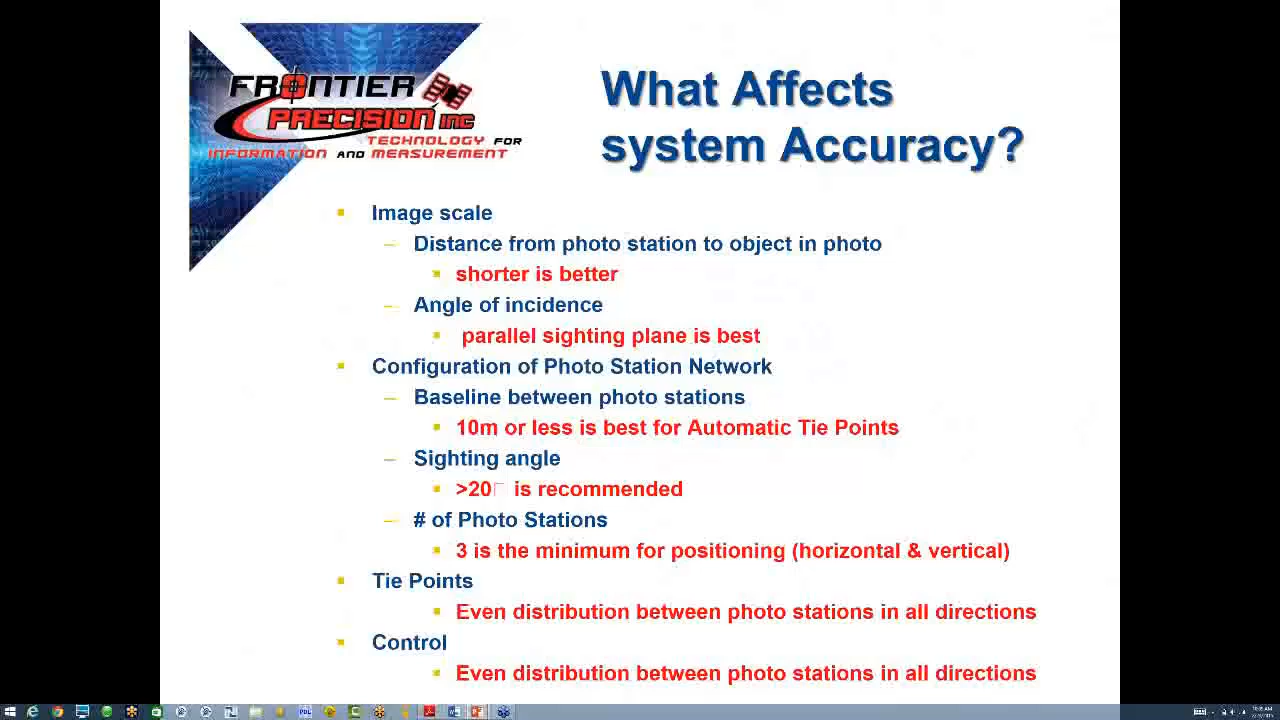 FRONTIER
PRECISION INC
TECHNOLOGY FOR
INFORMATION AND MEASUREMENT
What Affects
system Accuracy?
Image scale
Distance from photo station to object in photo
shorter is better
Angle of incidence
parallel sighting plane is best
Configuration of Photo Station Network
Baseline between photo stations
10m or less is best for Automatic Tie Points
Sighting angle
>20 is recommended
# of Photo Stations
3 is the minimum for positioning (horizontal & vertical)
Tie Points
Even distribution between photo stations in all directions
Control
Even distribution between photo stations in all directions